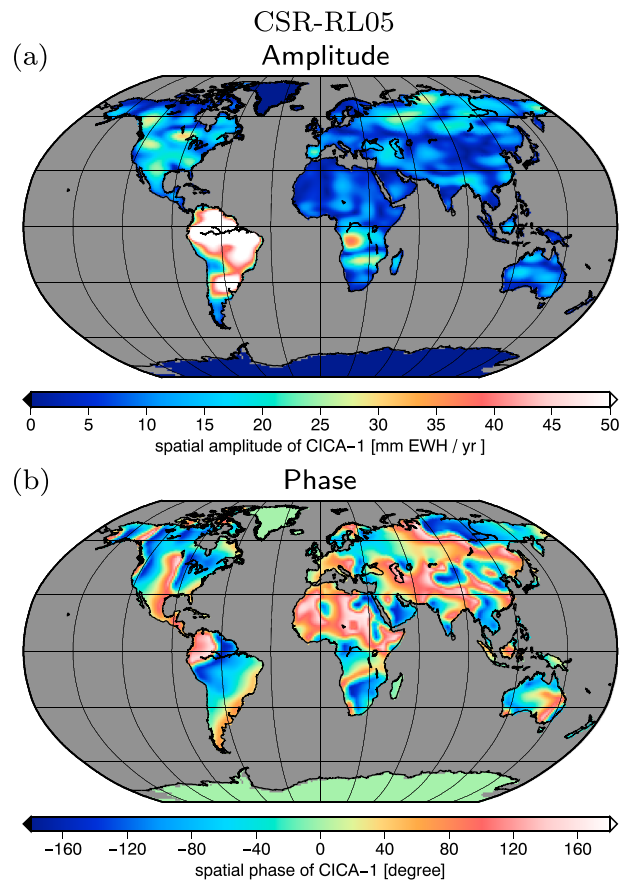 CSR-RL05
(a) Amplitude
0 5 10 15 20 25 30 35 40 45 50
spatial amplitude of CICA−1 [mm EWH / yr ]
(b) Phase
−160 −120 −80 −40 0 40 80 120 160
spatial phase of CICA−1 [degree]